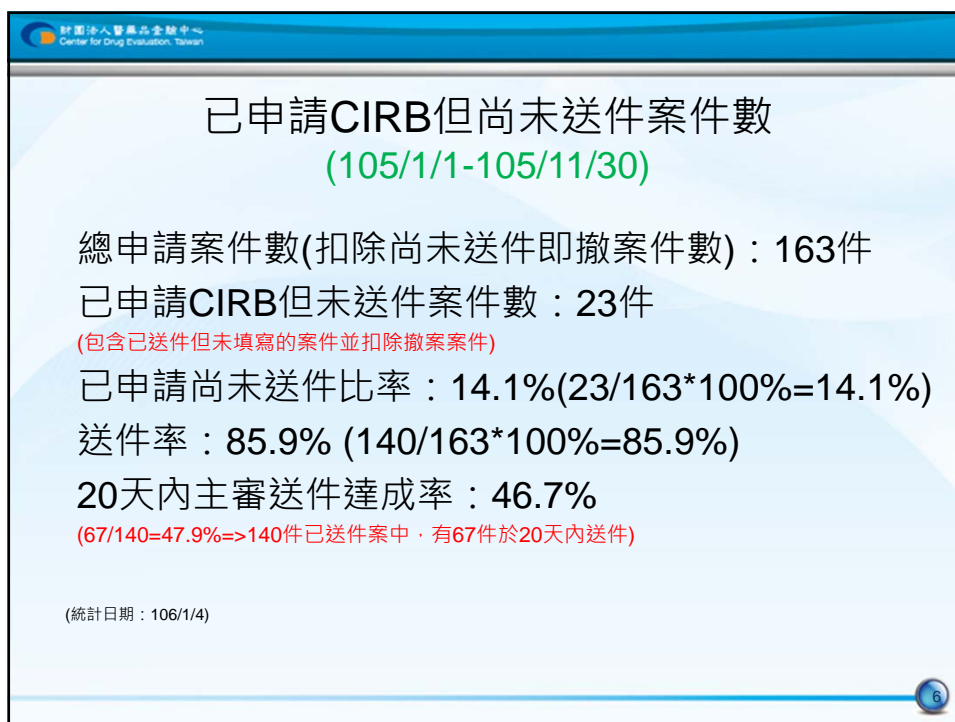 財團法人醫藥品查驗中心
Center for Drug Evaluation, Taiwan
已申請CIRB但尚未送件案件數
(105/1/1-105/11/30)
總申請案件數(扣除尚未送件即撤案件數)：163件
已申請CIRB但未送件案件數：23件
(包含已送件但未填寫的案件並扣除撤案案件)
已申請尚未送件比率：14.1%(23/163*100%=14.1%)
送件率：85.9% (140/163*100%=85.9%)
20天內主審送件達成率：46.7%
(67/140=47.9%=>140件已送件案中，有67件於20天內送件)
(統計日期：106/1/4)
6